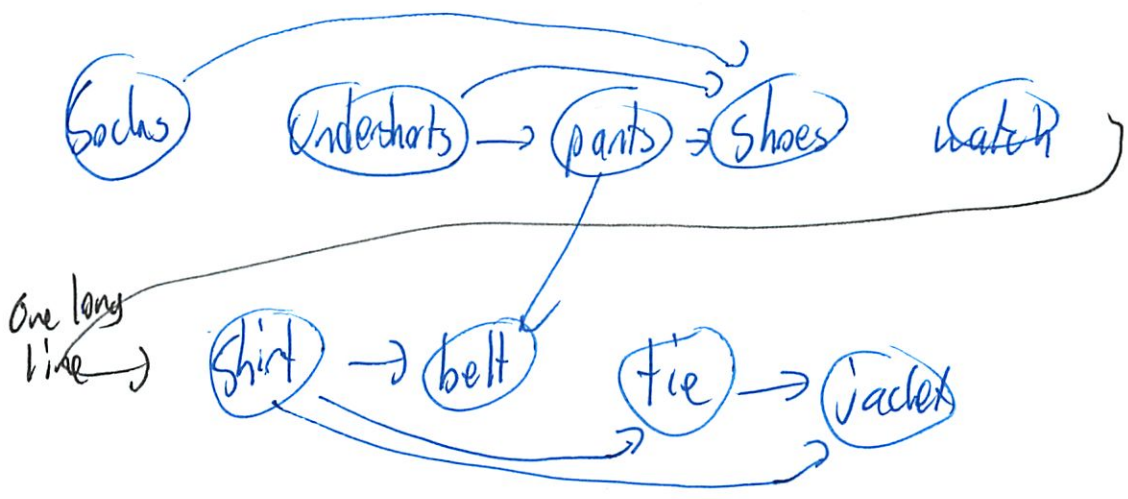 Socks undershorts → pants → shoes watch
One long
line → shirt → belt tie → jacket